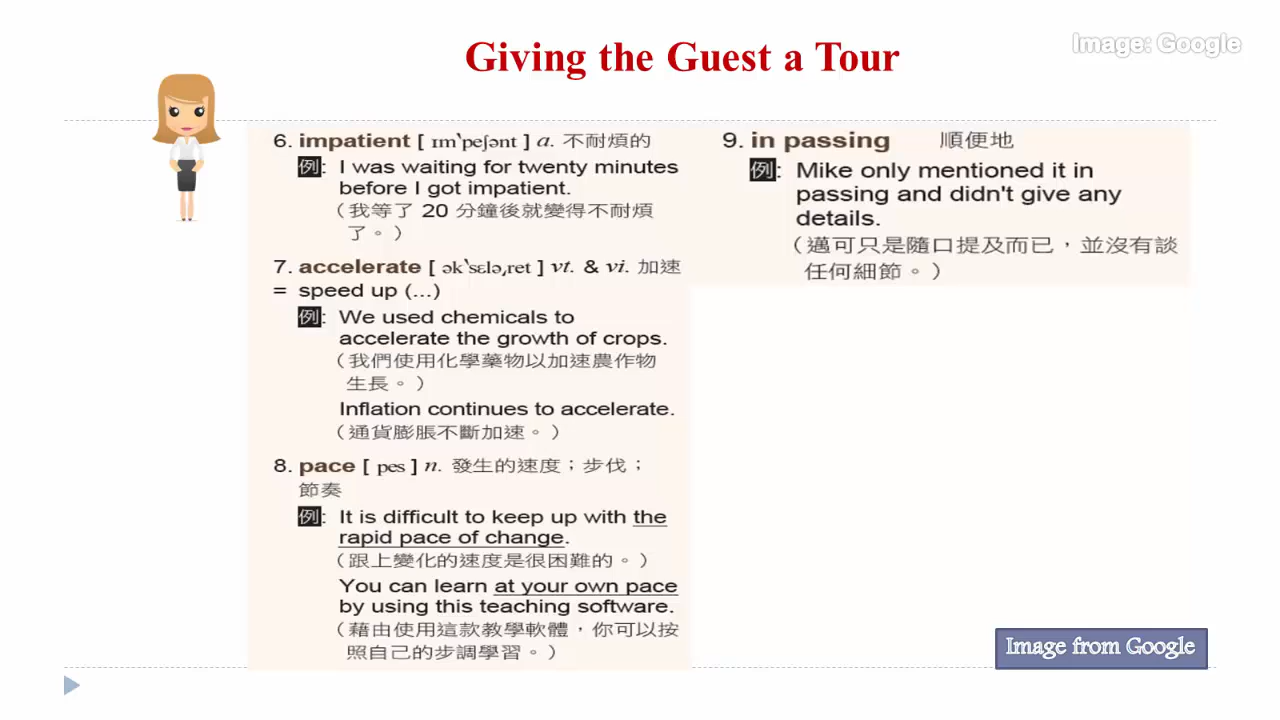 Giving the Guest a Tour
Image: Google
6. impatient [ ɪmˋpeʃənt ] a. 不耐煩的
例: I was waiting for twenty minutes
before I got impatient.
（我等了 20 分鐘後就變得不耐煩
了。）
7. accelerate [ əkˋsɛləˏret ] vt. & vi. 加速
= speed up (...)
例: We used chemicals to
accelerate the growth of crops.
（我們使用化學藥物以加速農作物
生長。）
Inflation continues to accelerate.
（通貨膨脹不斷加速。）
8. pace [ pes ] n. 發生的速度；步伐；
節奏
例: It is difficult to keep up with the
rapid pace of change.
（跟上變化的速度是很困難的。）
You can learn at your own pace
by using this teaching software.
（藉由使用這款教學軟體，你可以按
照自己的步調學習。）
9. in passing 順便地
例: Mike only mentioned it in
passing and didn't give any
details.
（邁可只是隨口提及而已，並沒有談
任何細節。）
Image from Google